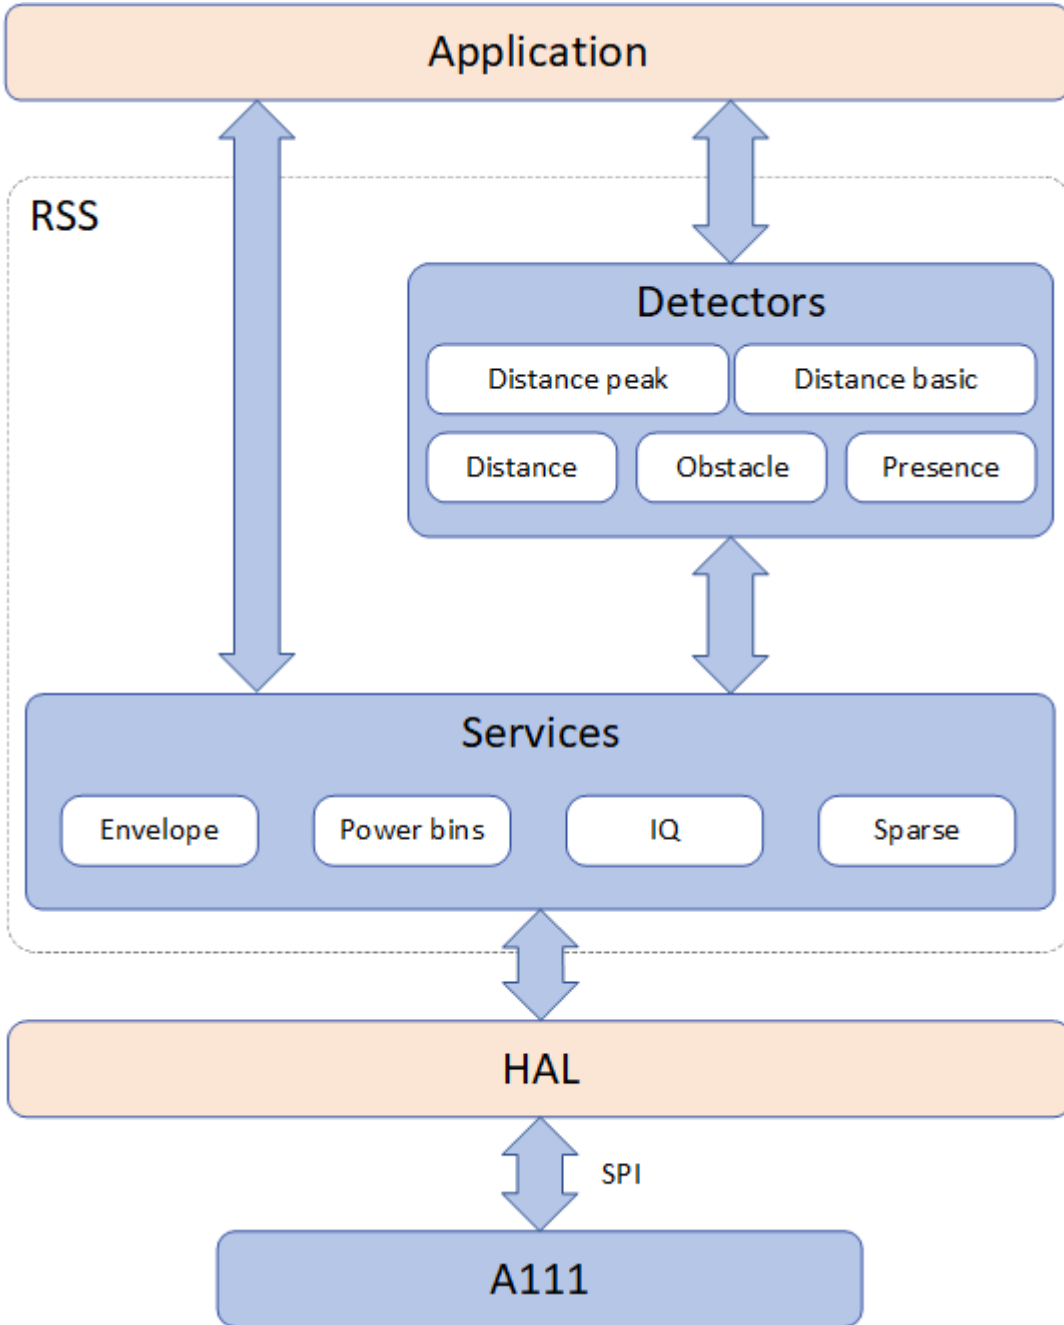 Application
RSS
Detectors
Distance peak
Distance basic
Distance
Obstacle
Presence
Services
Envelope
Power bins
IQ
Sparse
HAL
SPI
A111